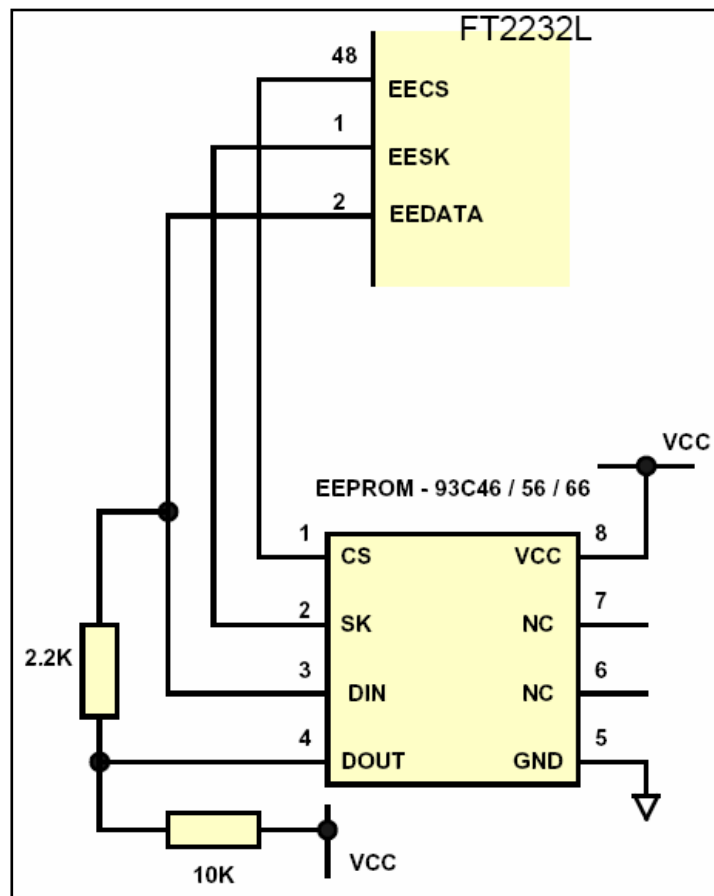 FT2232L
48
EECS
1
EESK
2
EEDATA
VCC
EEPROM - 93C46 / 56 / 66
1
CS
VCC
8
2
SK
NC
7
2.2K
3
DIN
NC
6
4
DOUT
GND
5
10K
VCC